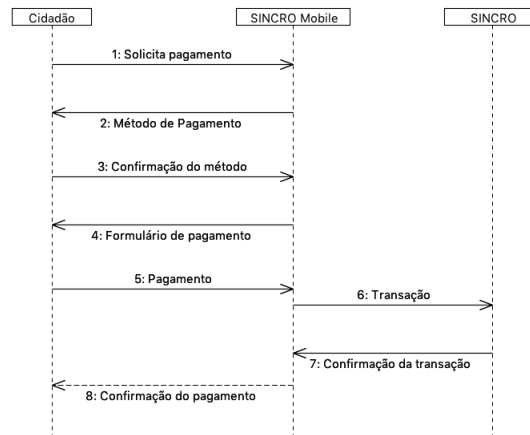 Cidadão
SINCRO Mobile
SINCRO
1: Solicita pagamento
2: Método de Pagamento
3: Confirmação do método
4: Formulário de pagamento
5: Pagamento
6: Transação
7: Confirmação da transação
8: Confirmação do pagamento